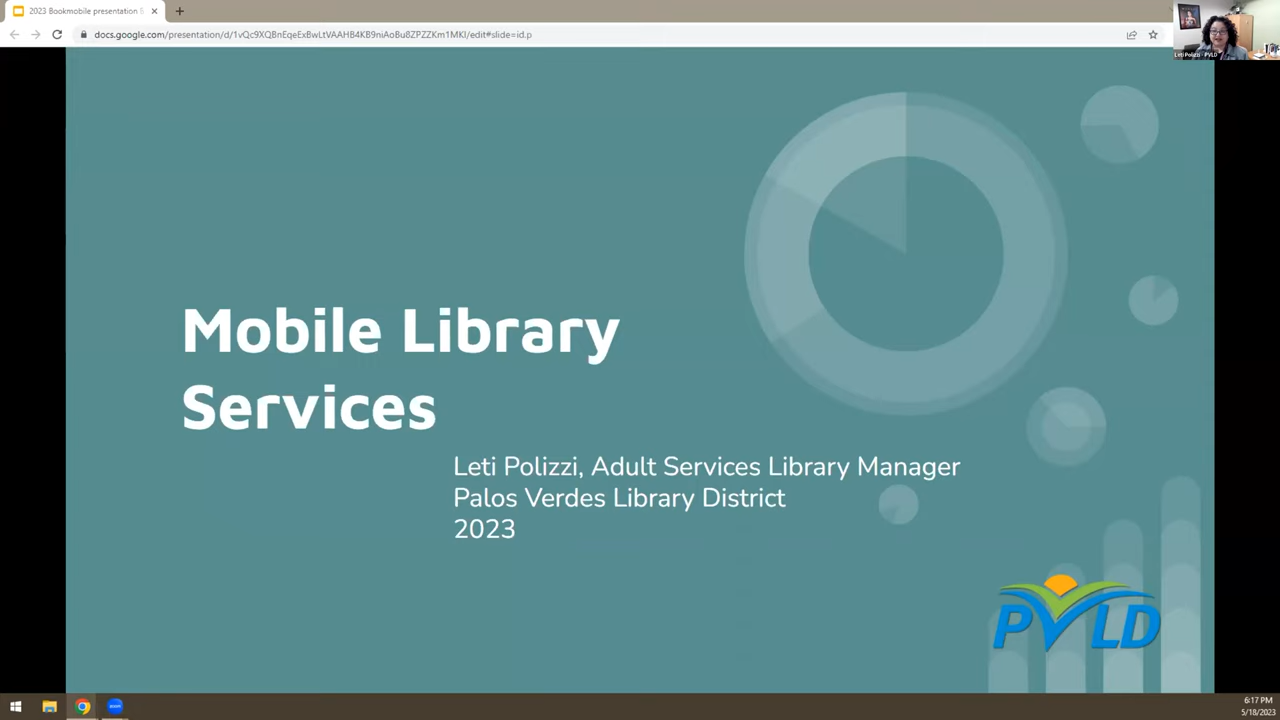 2023 Bookmobile presentation
docs.google.com/presentation/d/1vQc9XQBnEqeExBwLtVAAHB4KB9niAoBu8ZPZZKm1MKI/edit#slide=id.p
Leti Polizzi - PVLD
Mobile Library
Services
Leti Polizzi, Adult Services Library Manager
Palos Verdes Library District
2023
PVLD
zoom
6:17 PM
5/18/2023